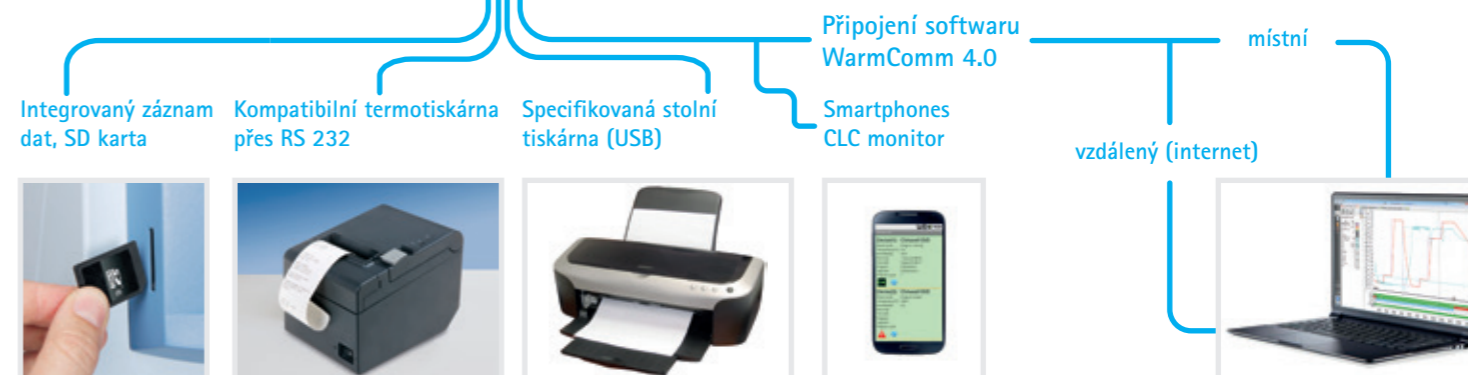 Připojení softwaru
WarmComm 4.0
místní
Integrovaný záznam
dat, SD karta
Kompatibilní termotiskárna
přes RS 232
Specifikovaná stolní
tiskárna (USB)
Smartphones
CLC monitor
vzdálený (internet)